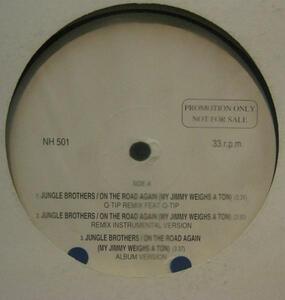 PROMOTION ONLY
NOT FOR SALE
NH 501
33 r.p.m.
SIDE A
1. JUNGLE BROTHERS / ON THE ROAD AGAIN (MY JIMMY WEIGHS A TON)
Q-TIP REMIX FEAT Q-TIP
2. JUNGLE BROTHERS / ON THE ROAD AGAIN (MY JIMMY WEIGHS A TON)
REMIX INSTRUMENTAL VERSION
3. JUNGLE BROTHERS / ON THE ROAD AGAIN
(MY JIMMY WEIGHS A TON)
ALBUM VERSION